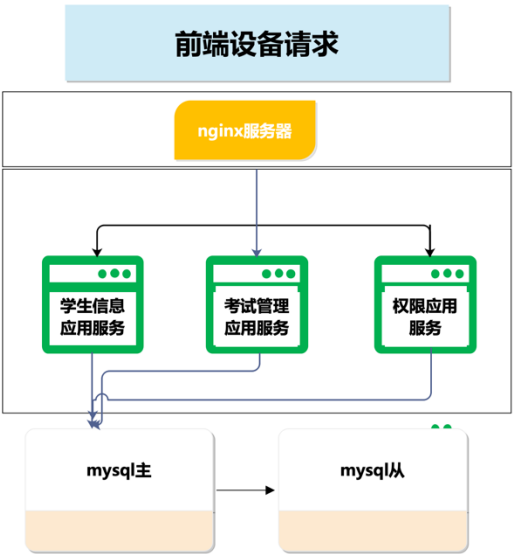 前端设备请求
nginx服务器
学生信息
应用服务
考试管理
应用服务
权限应用
服务
mysql主
mysql从